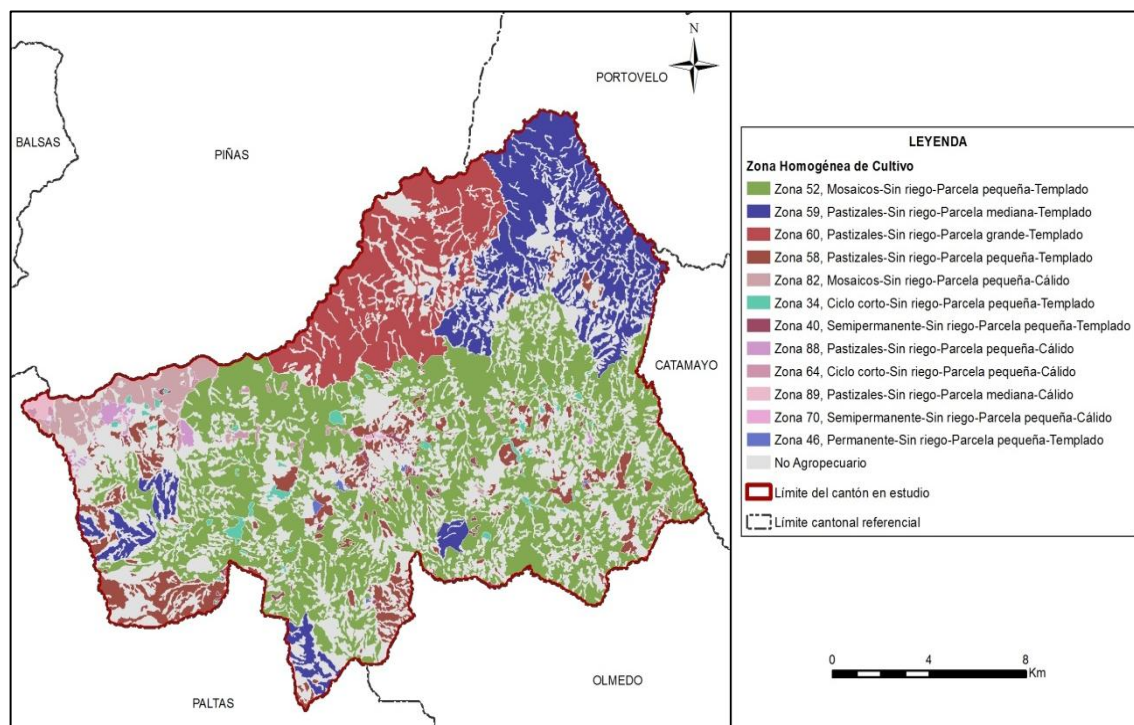 N
PORTOVELO
BALSAS
PIÑAS
CATAMAYO
PALTAS
OLMEDO
LEYENDA
Zona Homogénea de Cultivo
Zona 52, Mosaicos-Sin riego-Parcela pequeña-Templado
Zona 59, Pastizales-Sin riego-Parcela mediana-Templado
Zona 60, Pastizales-Sin riego-Parcela grande-Templado
Zona 58, Pastizales-Sin riego-Parcela pequeña-Templado
Zona 82, Mosaicos-Sin riego-Parcela pequeña-Cálido
Zona 34, Ciclo corto-Sin riego-Parcela pequeña-Templado
Zona 40, Semipermanente-Sin riego-Parcela pequeña-Templado
Zona 88, Pastizales-Sin riego-Parcela pequeña-Cálido
Zona 64, Ciclo corto-Sin riego-Parcela pequeña-Cálido
Zona 89, Pastizales-Sin riego-Parcela mediana-Cálido
Zona 70, Semipermanente-Sin riego-Parcela pequeña-Cálido
Zona 46, Permanente-Sin riego-Parcela pequeña-Templado
No Agropecuario
Límite del cantón en estudio
Límite cantonal referencial
0 4 8
Km